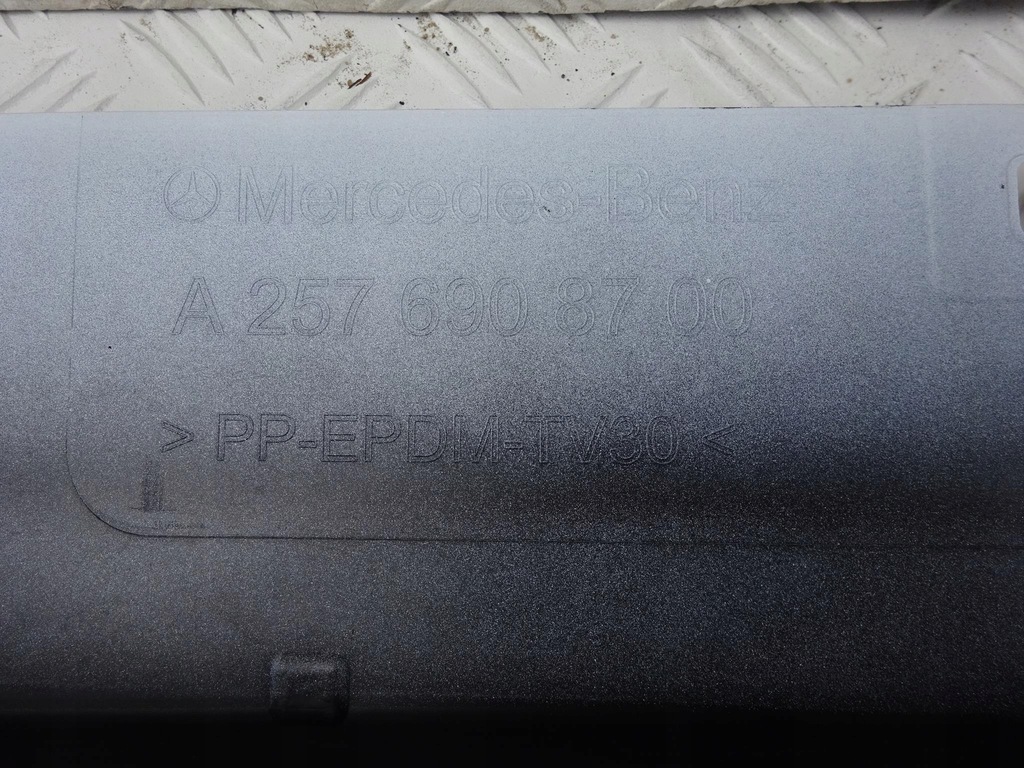 Mercedes-Benz
A 257 690 87 00
> PP-EPDM-TV30 <